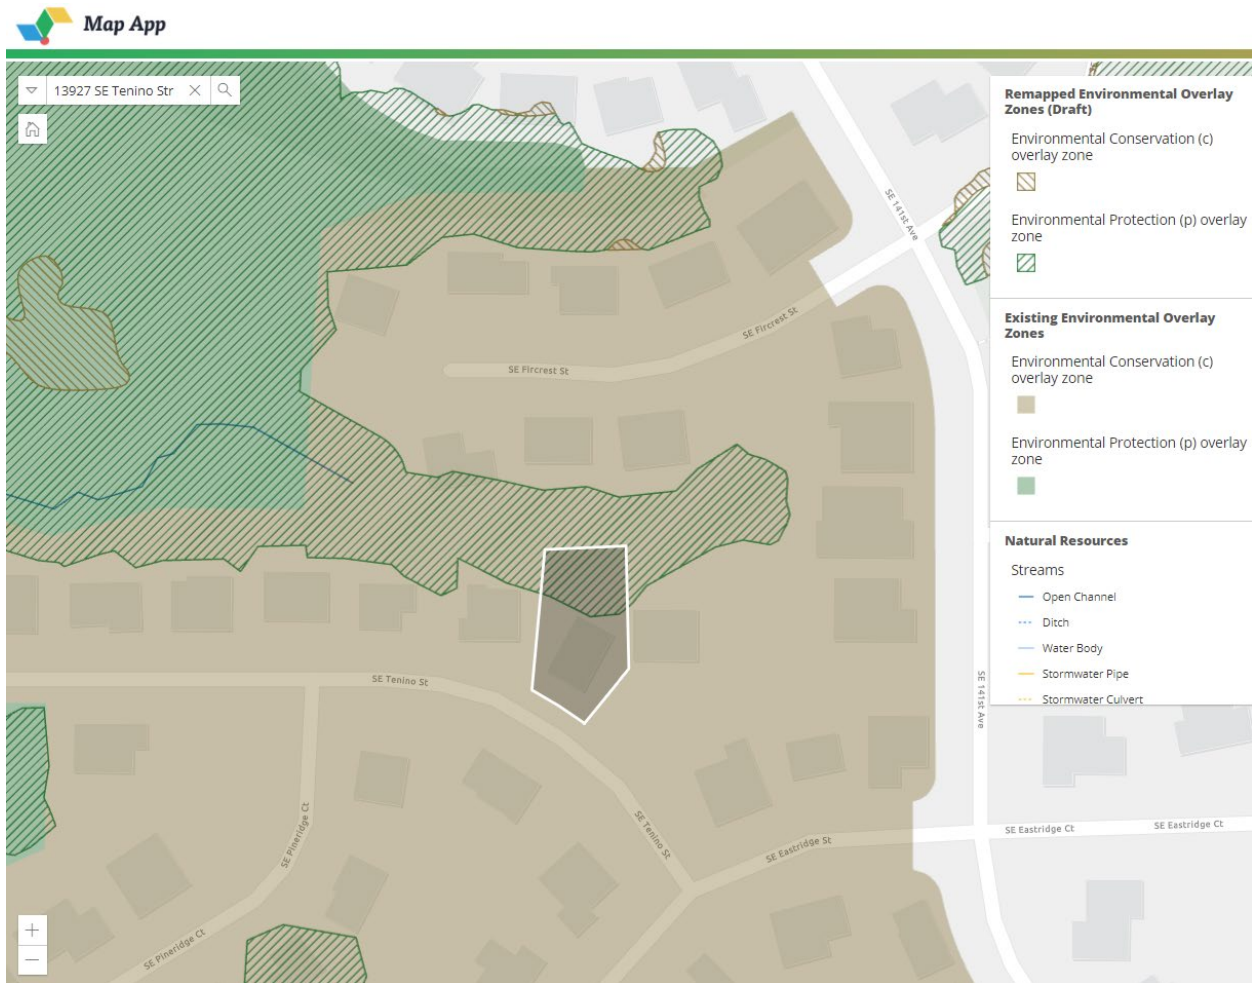 Map App
13927 SE Tenino Str
Remapped Environmental Overlay
Zones (Draft)
Environmental Conservation (c)
overlay zone
Environmental Protection (p) overlay
zone
Existing Environmental Overlay
Zones
Environmental Conservation (c)
overlay zone
Environmental Protection (p) overlay
zone
Natural Resources
Streams
Open Channel
Ditch
Water Body
Stormwater Pipe
Stormwater Culvert
SE 141st Ave
SE Fircrest St
SE Fircrest St
SE Tenino St
SE 141st Ave
SE Pineridge Ct
SE Tenino St
SE Eastridge St
SE Eastridge Ct
SE Eastridge Ct
SE Pineridge Ct